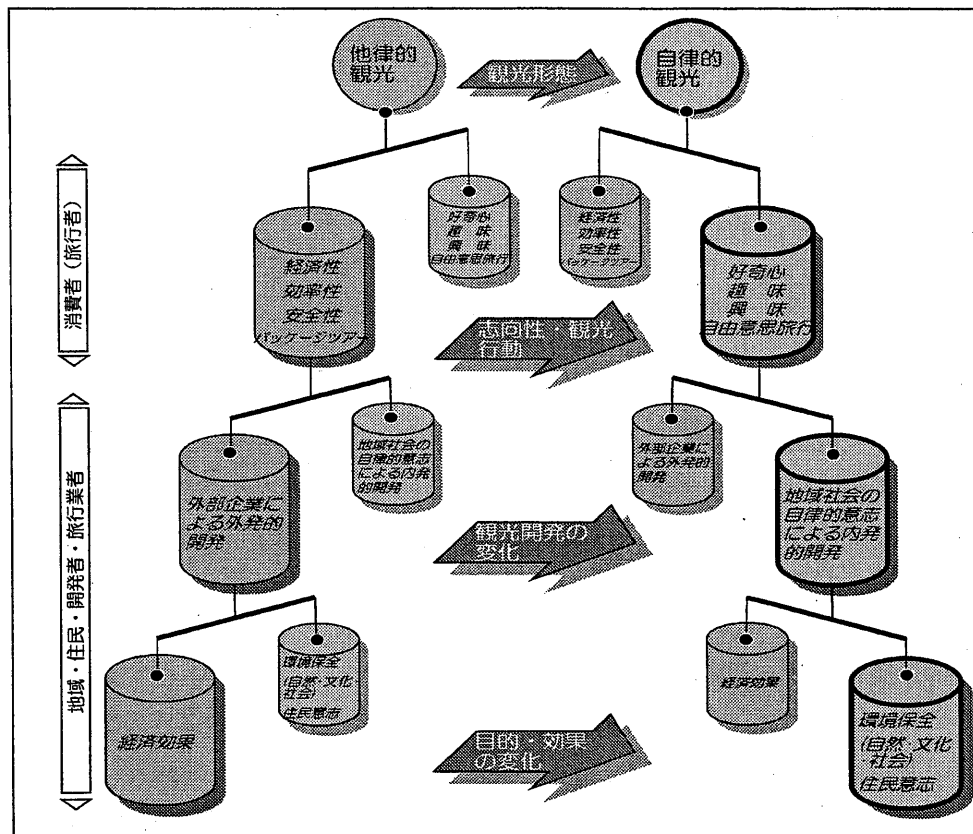 他律的
観光
観光形態
自律的
観光
消費者(旅行者)
好奇心
趣　味
興　味
自由意思旅行
経済性
効率性
安全性
パッケージツアー
経済性
効率性
安全性
パッケージツアー
好奇心
趣　味
興　味
自由意思旅行
志向性・観光
行動
地域・住民・開発者・旅行業者
外部企業に
よる外発的
開発
地域社会の
自律的意志
による内発
的開発
外部企業に
よる外発的
開発
地域社会の
自律的意志
による内発
的開発
観光開発の
変化
経済効果
環境保全
(自然・文化
社会)
住民意志
経済効果
環境保全
(自然・文化
・社会)
住民意志
目的・効果
の変化